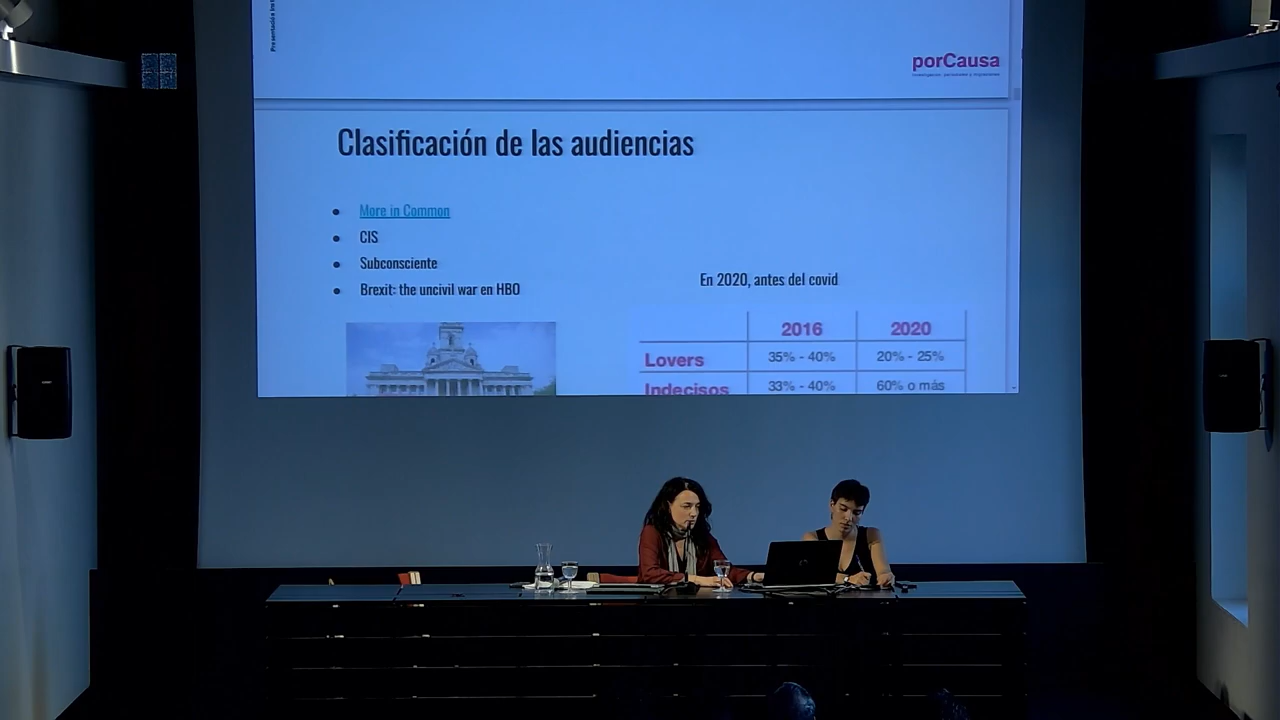 Presentación
porCausa
Clasificación de las audiencias
More in Common
CIS
Subconsciente
Brexit: the uncivil war en HBO
En 2020, antes del covid
2016 2020
Lovers 35% - 40% 20% - 25%
Indecisos 33% - 40% 60% o más